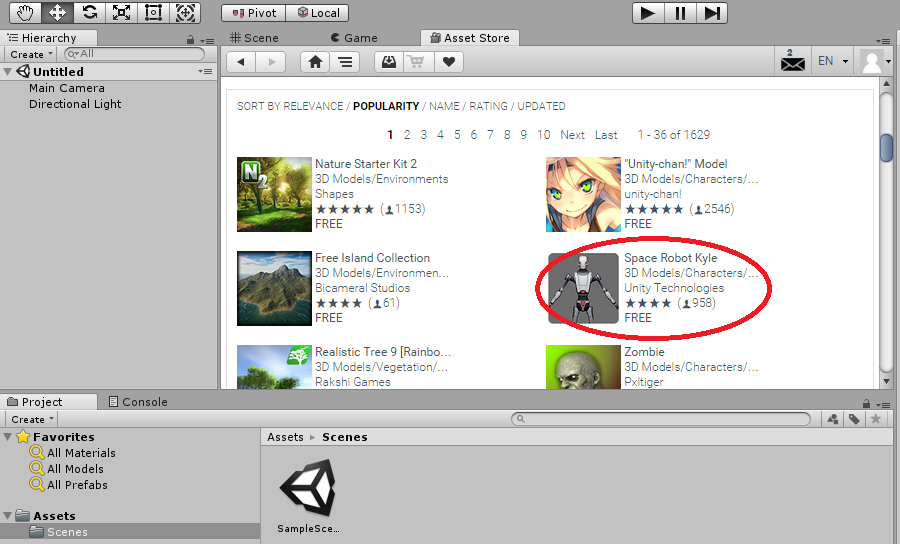 Pivot Local
Hierarchy
Create All
Untitled
Main Camera
Directional Light
Scene Game Asset Store
2
EN
SORT BY RELEVANCE / POPULARITY / NAME / RATING / UPDATED
1 2 3 4 5 6 7 8 9 10 Next Last 1 - 36 of 1629
N2
Nature Starter Kit 2
3D Models/Environments
Shapes
★★★★★ (1153)
FREE
"Unity-chan!" Model
3D Models/Characters/...
unity-chan!
★★★★★ (2546)
FREE
Free Island Collection
3D Models/Environmen...
Bicameral Studios
★★★★ (61)
FREE
Space Robot Kyle
3D Models/Characters/...
Unity Technologies
★★★★ (958)
FREE
Realistic Tree 9 [Rainbo...
3D Models/Vegetation/...
Rakshi Games
Zombie
3D Models/Characters/...
Pxltiger
Project Console
Create
Favorites
All Materials
All Models
All Prefabs
Assets
Scenes
Assets ▸ Scenes
SampleSce...